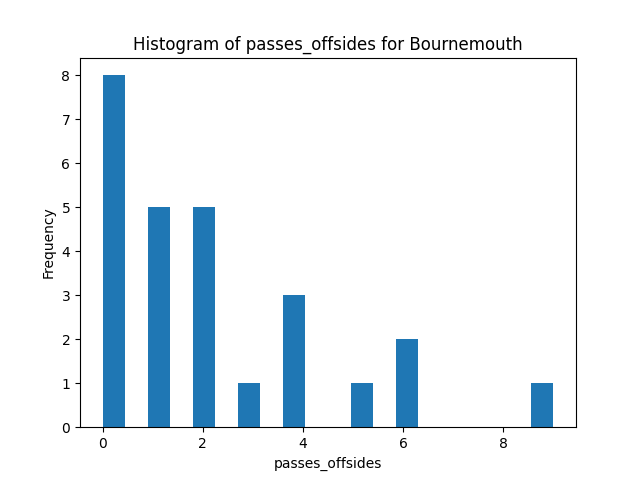 Histogram of passes_offsides for Bournemouth
8
7
6
5
4
3
2
1
0
Frequency
0 2 4 6 8
passes_offsides